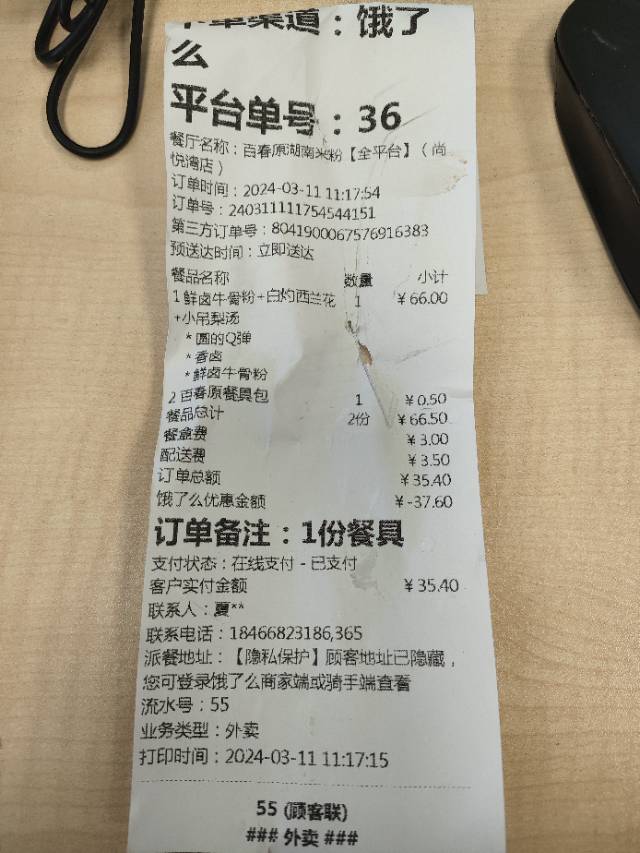 下单渠道：饿了
么
平台单号：36
餐厅名称：百春原湖南米粉【全平台】（尚
悦湾店）
订单时间：2024-03-11 11:17:54
订单号：240311111754544151
第三方订单号：8041900067576916383
预送达时间：立即送达
餐品名称 数量 小计
1 鲜卤牛骨粉+白灼西兰花 1 ¥66.00
+小吊梨汤
*圆的Q弹
*香卤
*鲜卤牛骨粉
2 百春原餐具包 1 ¥0.50
餐品总计 2份 ¥66.50
餐盒费 ¥3.00
配送费 ¥3.50
订单总额 ¥35.40
饿了么优惠金额 ¥-37.60
订单备注：1份餐具
支付状态：在线支付 - 已支付
客户实付金额 ¥35.40
联系人：夏**
联系电话：18466823186,365
派餐地址：【隐私保护】顾客地址已隐藏，
您可登录饿了么商家端或骑手端查看
流水号：55
业务类型：外卖
打印时间：2024-03-11 11:17:15
55 (顾客联)
### 外卖 ###